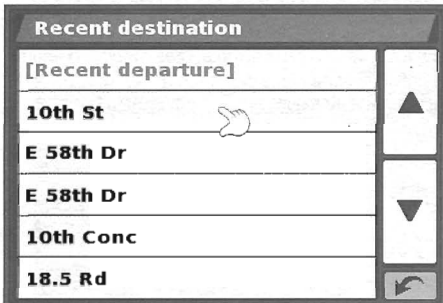 Recent destination
[Recent departure]
10th St
E 58th Dr
E 58th Dr
10th Conc
18.5 Rd